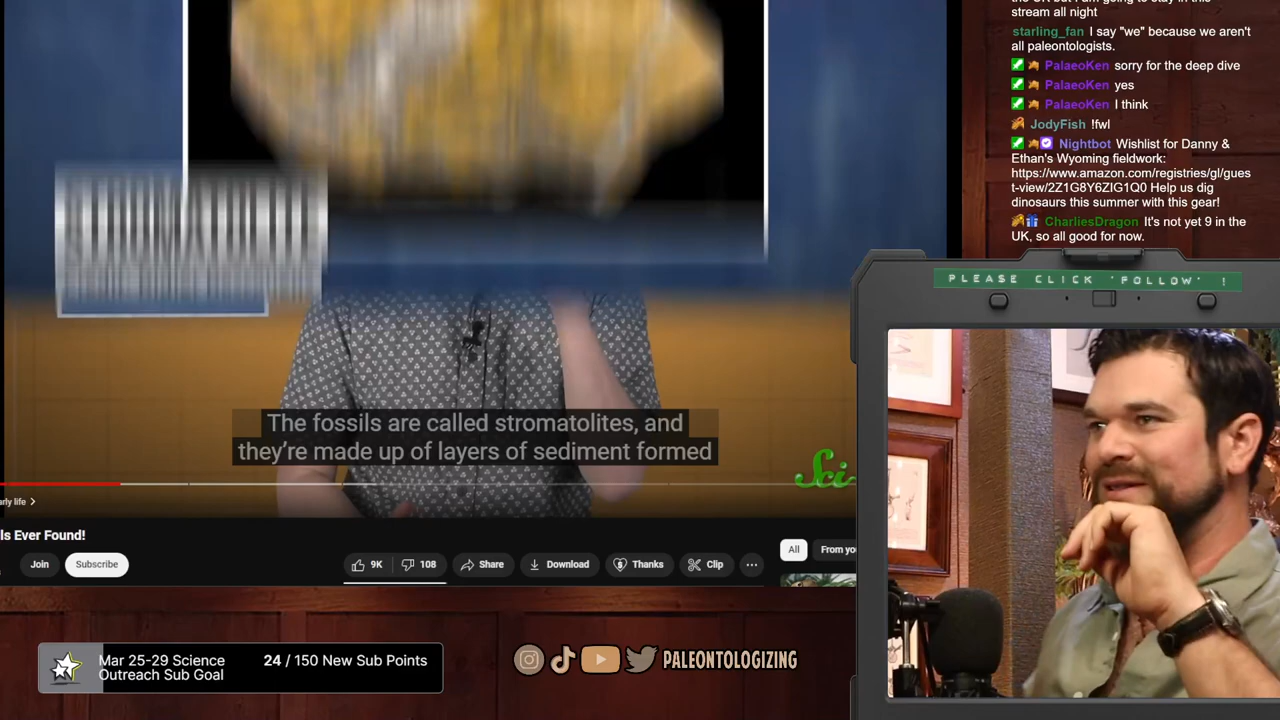 stream all night
starling_fan I say "we" because we aren't
all paleontologists.
PalaeoKen sorry for the deep dive
PalaeoKen yes
PalaeoKen I think
JodyFish !fwl
Nightbot Wishlist for Danny &
Ethan's Wyoming fieldwork:
https://www.amazon.com/registries/gl/gues
t-view/2Z1G8Y6ZIG1Q0 Help us dig
dinosaurs this summer with this gear!
CharliesDragon It's not yet 9 in the
UK, so all good for now.
PLEASE CLICK "FOLLOW" !
The fossils are called stromatolites, and
they're made up of layers of sediment formed
Sci
arly life >
ls Ever Found!
Join
Subscribe
9K
108
Share
Download
Thanks
Clip
...
All
From you
Mar 25-29 Science
Outreach Sub Goal
24 / 150 New Sub Points
PALEONTOLOGIZING